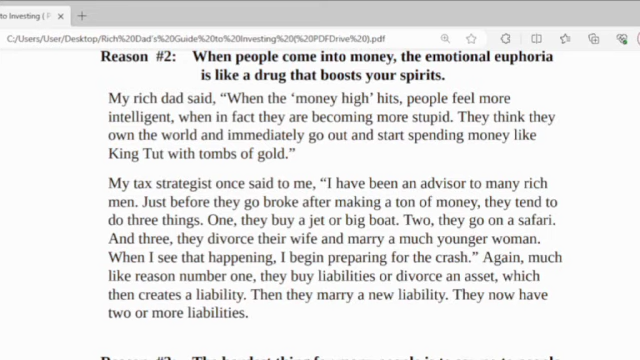 to Investing ( P
C:/Users/User/Desktop/Rich%20Dad's%20Guide%20to%20Investing%20(%20PDFDrive%20).pdf
Reason #2: When people come into money, the emotional euphoria
is like a drug that boosts your spirits.
My rich dad said, “When the ‘money high’ hits, people feel more
intelligent, when in fact they are becoming more stupid. They think they
own the world and immediately go out and start spending money like
King Tut with tombs of gold.”
My tax strategist once said to me, “I have been an advisor to many rich
men. Just before they go broke after making a ton of money, they tend to
do three things. One, they buy a jet or big boat. Two, they go on a safari.
And three, they divorce their wife and marry a much younger woman.
When I see that happening, I begin preparing for the crash.” Again, much
like reason number one, they buy liabilities or divorce an asset, which
then creates a liability. Then they marry a new liability. They now have
two or more liabilities.